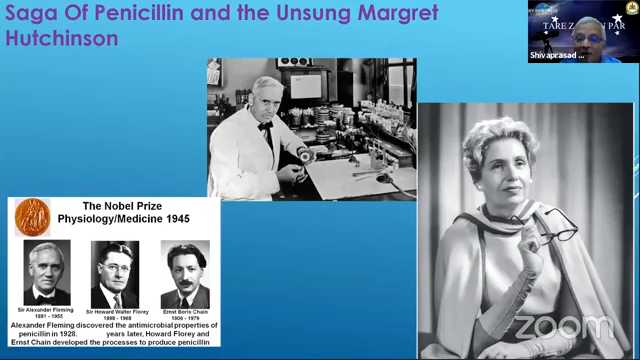 Saga Of Penicillin and the Unsung Margret
Hutchinson
TARE Z
PAR
Shivaprasad ...
The Nobel Prize
Physiology/Medicine 1945
Sir Alexander Fleming
1881 - 1955
Sir Howard Walter Florey
1898 - 1968
Ernst Boris Chain
1906 - 1979
Alexander Fleming discovered the antimicrobial properties of
penicillin in 1928. years later, Howard Florey and
Ernst Chain developed the processes to produce penicillin
zoom